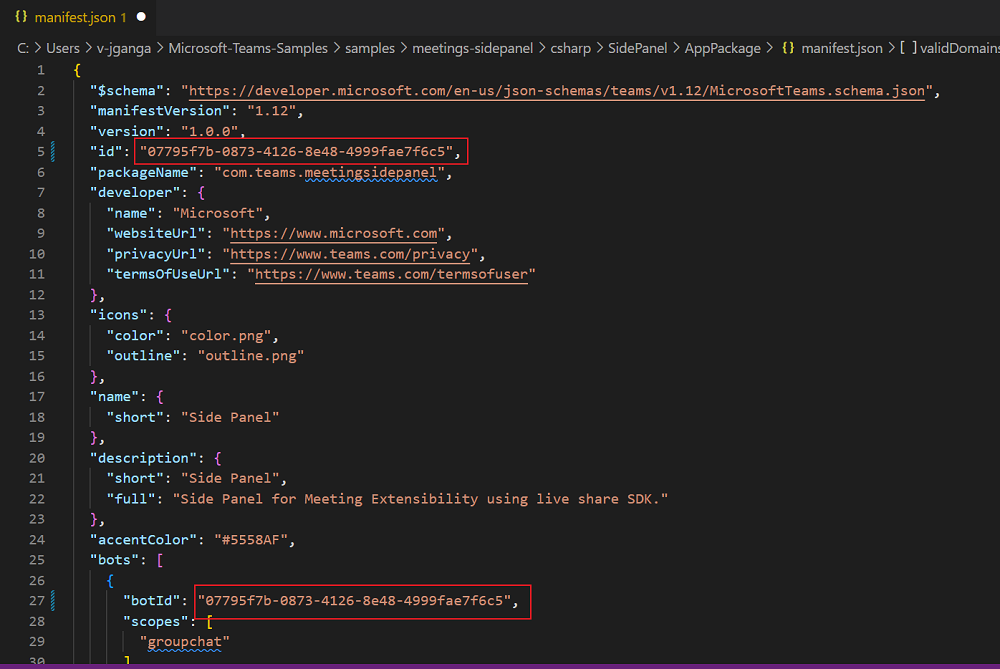 {} manifest.json 1 ●
C: > Users > v-jganga > Microsoft-Teams-Samples > samples > meetings-sidepanel > csharp > SidePanel > AppPackage > {} manifest.json > [ ] validDomains
1 {
2 "$schema": "https://developer.microsoft.com/en-us/json-schemas/teams/v1.12/MicrosoftTeams.schema.json",
3 "manifestVersion": "1.12",
4 "version": "1.0.0",
5 "id": "07795f7b-0873-4126-8e48-4999fae7f6c5",
6 "packageName": "com.teams.meetingsidepanel",
7 "developer": {
8 "name": "Microsoft",
9 "websiteUrl": "https://www.microsoft.com",
10 "privacyUrl": "https://www.teams.com/privacy",
11 "termsOfUseUrl": "https://www.teams.com/termsofuser"
12 },
13 "icons": {
14 "color": "color.png",
15 "outline": "outline.png"
16 },
17 "name": {
18 "short": "Side Panel"
19 },
20 "description": {
21 "short": "Side Panel",
22 "full": "Side Panel for Meeting Extensibility using live share SDK."
23 },
24 "accentColor": "#5558AF",
25 "bots": [
26 {
27 "botId": "07795f7b-0873-4126-8e48-4999fae7f6c5",
28 "scopes": [
29 "groupchat"
30 ]